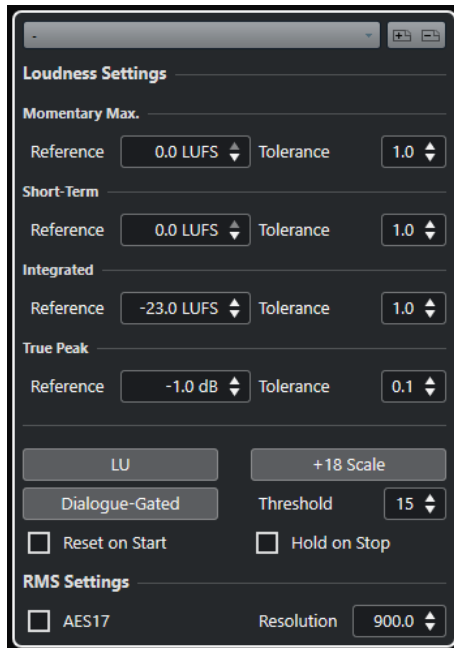 -
Loudness Settings
Momentary Max.
Reference 0.0 LUFS Tolerance 1.0
Short-Term
Reference 0.0 LUFS Tolerance 1.0
Integrated
Reference -23.0 LUFS Tolerance 1.0
True Peak
Reference -1.0 dB Tolerance 0.1
LU +18 Scale
Dialogue-Gated Threshold 15
Reset on Start Hold on Stop
RMS Settings
AES17 Resolution 900.0